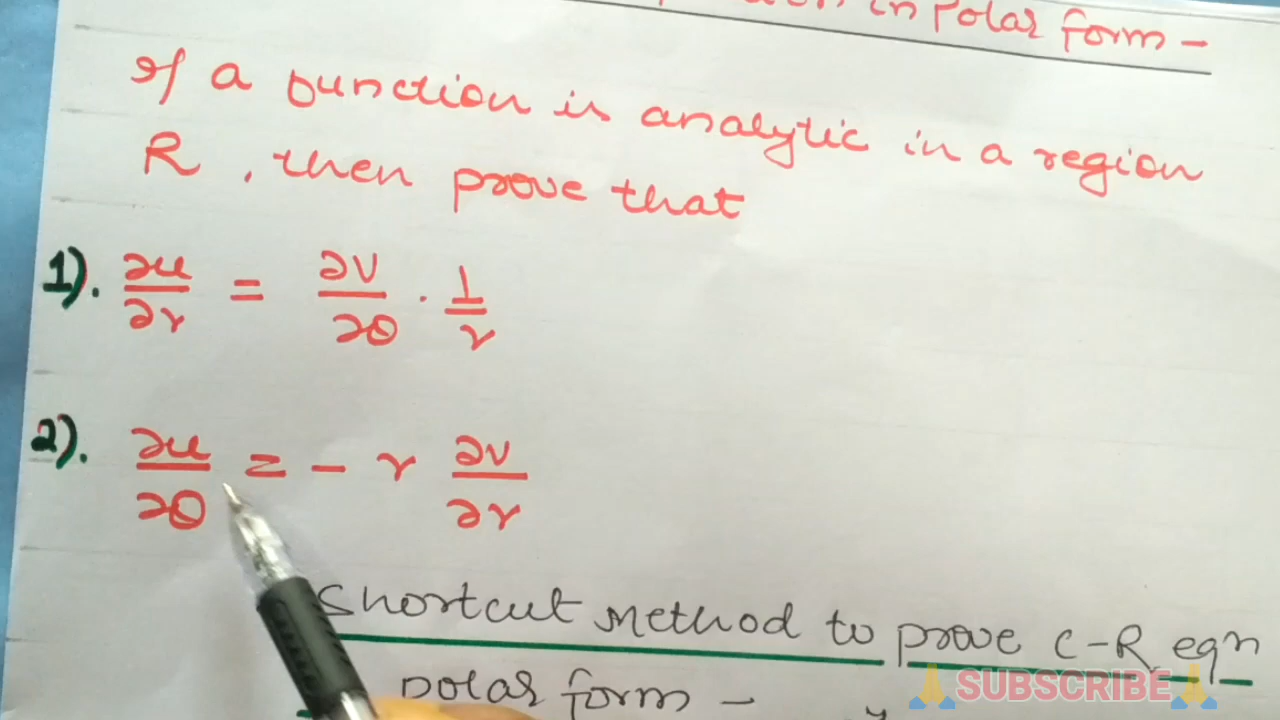 in Polar form -
If a function is analytic in a region
R, then prove that
1). ∂u/∂r = ∂v/∂θ · 1/r
2). ∂u/∂θ = - r ∂v/∂r
Shortcut method to prove C-R eqn
polar form -
🙏 SUBSCRIBE 🙏